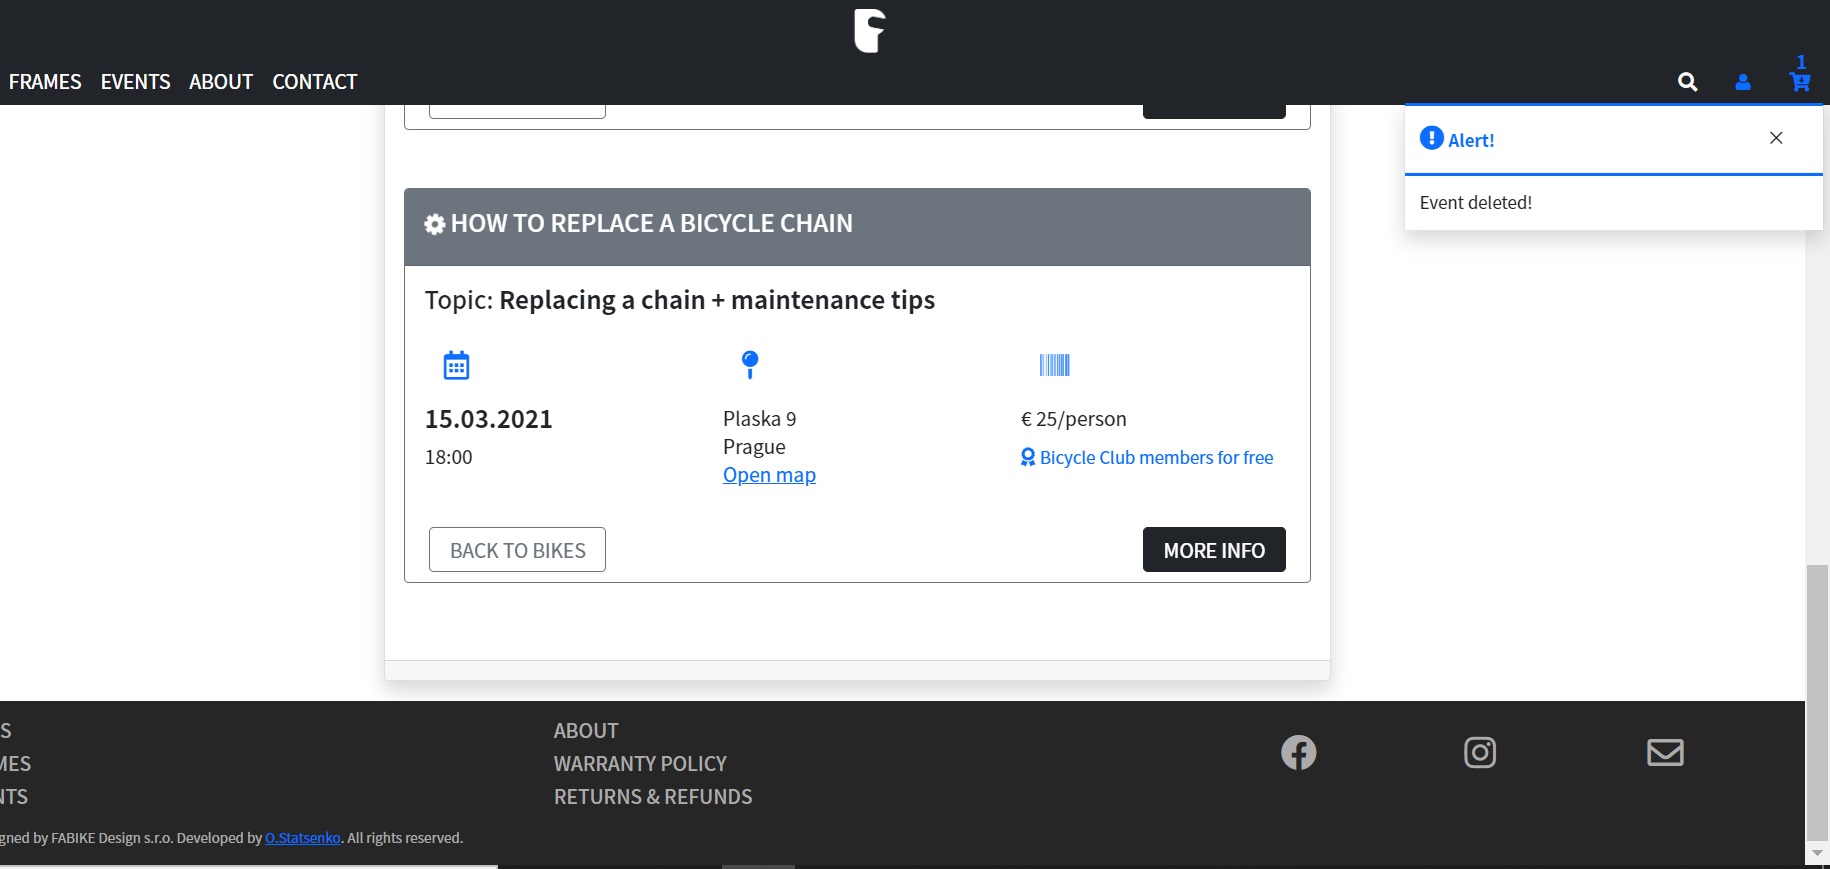 1
FRAMES EVENTS ABOUT CONTACT
Alert!
Event deleted!
HOW TO REPLACE A BICYCLE CHAIN
Topic: Replacing a chain + maintenance tips
15.03.2021
18:00
Plaska 9
Prague
Open map
€ 25/person
Bicycle Club members for free
BACK TO BIKES
MORE INFO
S
MES
NTS
ABOUT
WARRANTY POLICY
RETURNS & REFUNDS
gned by FABIKE Design s.r.o. Developed by O.Statsenko. All rights reserved.